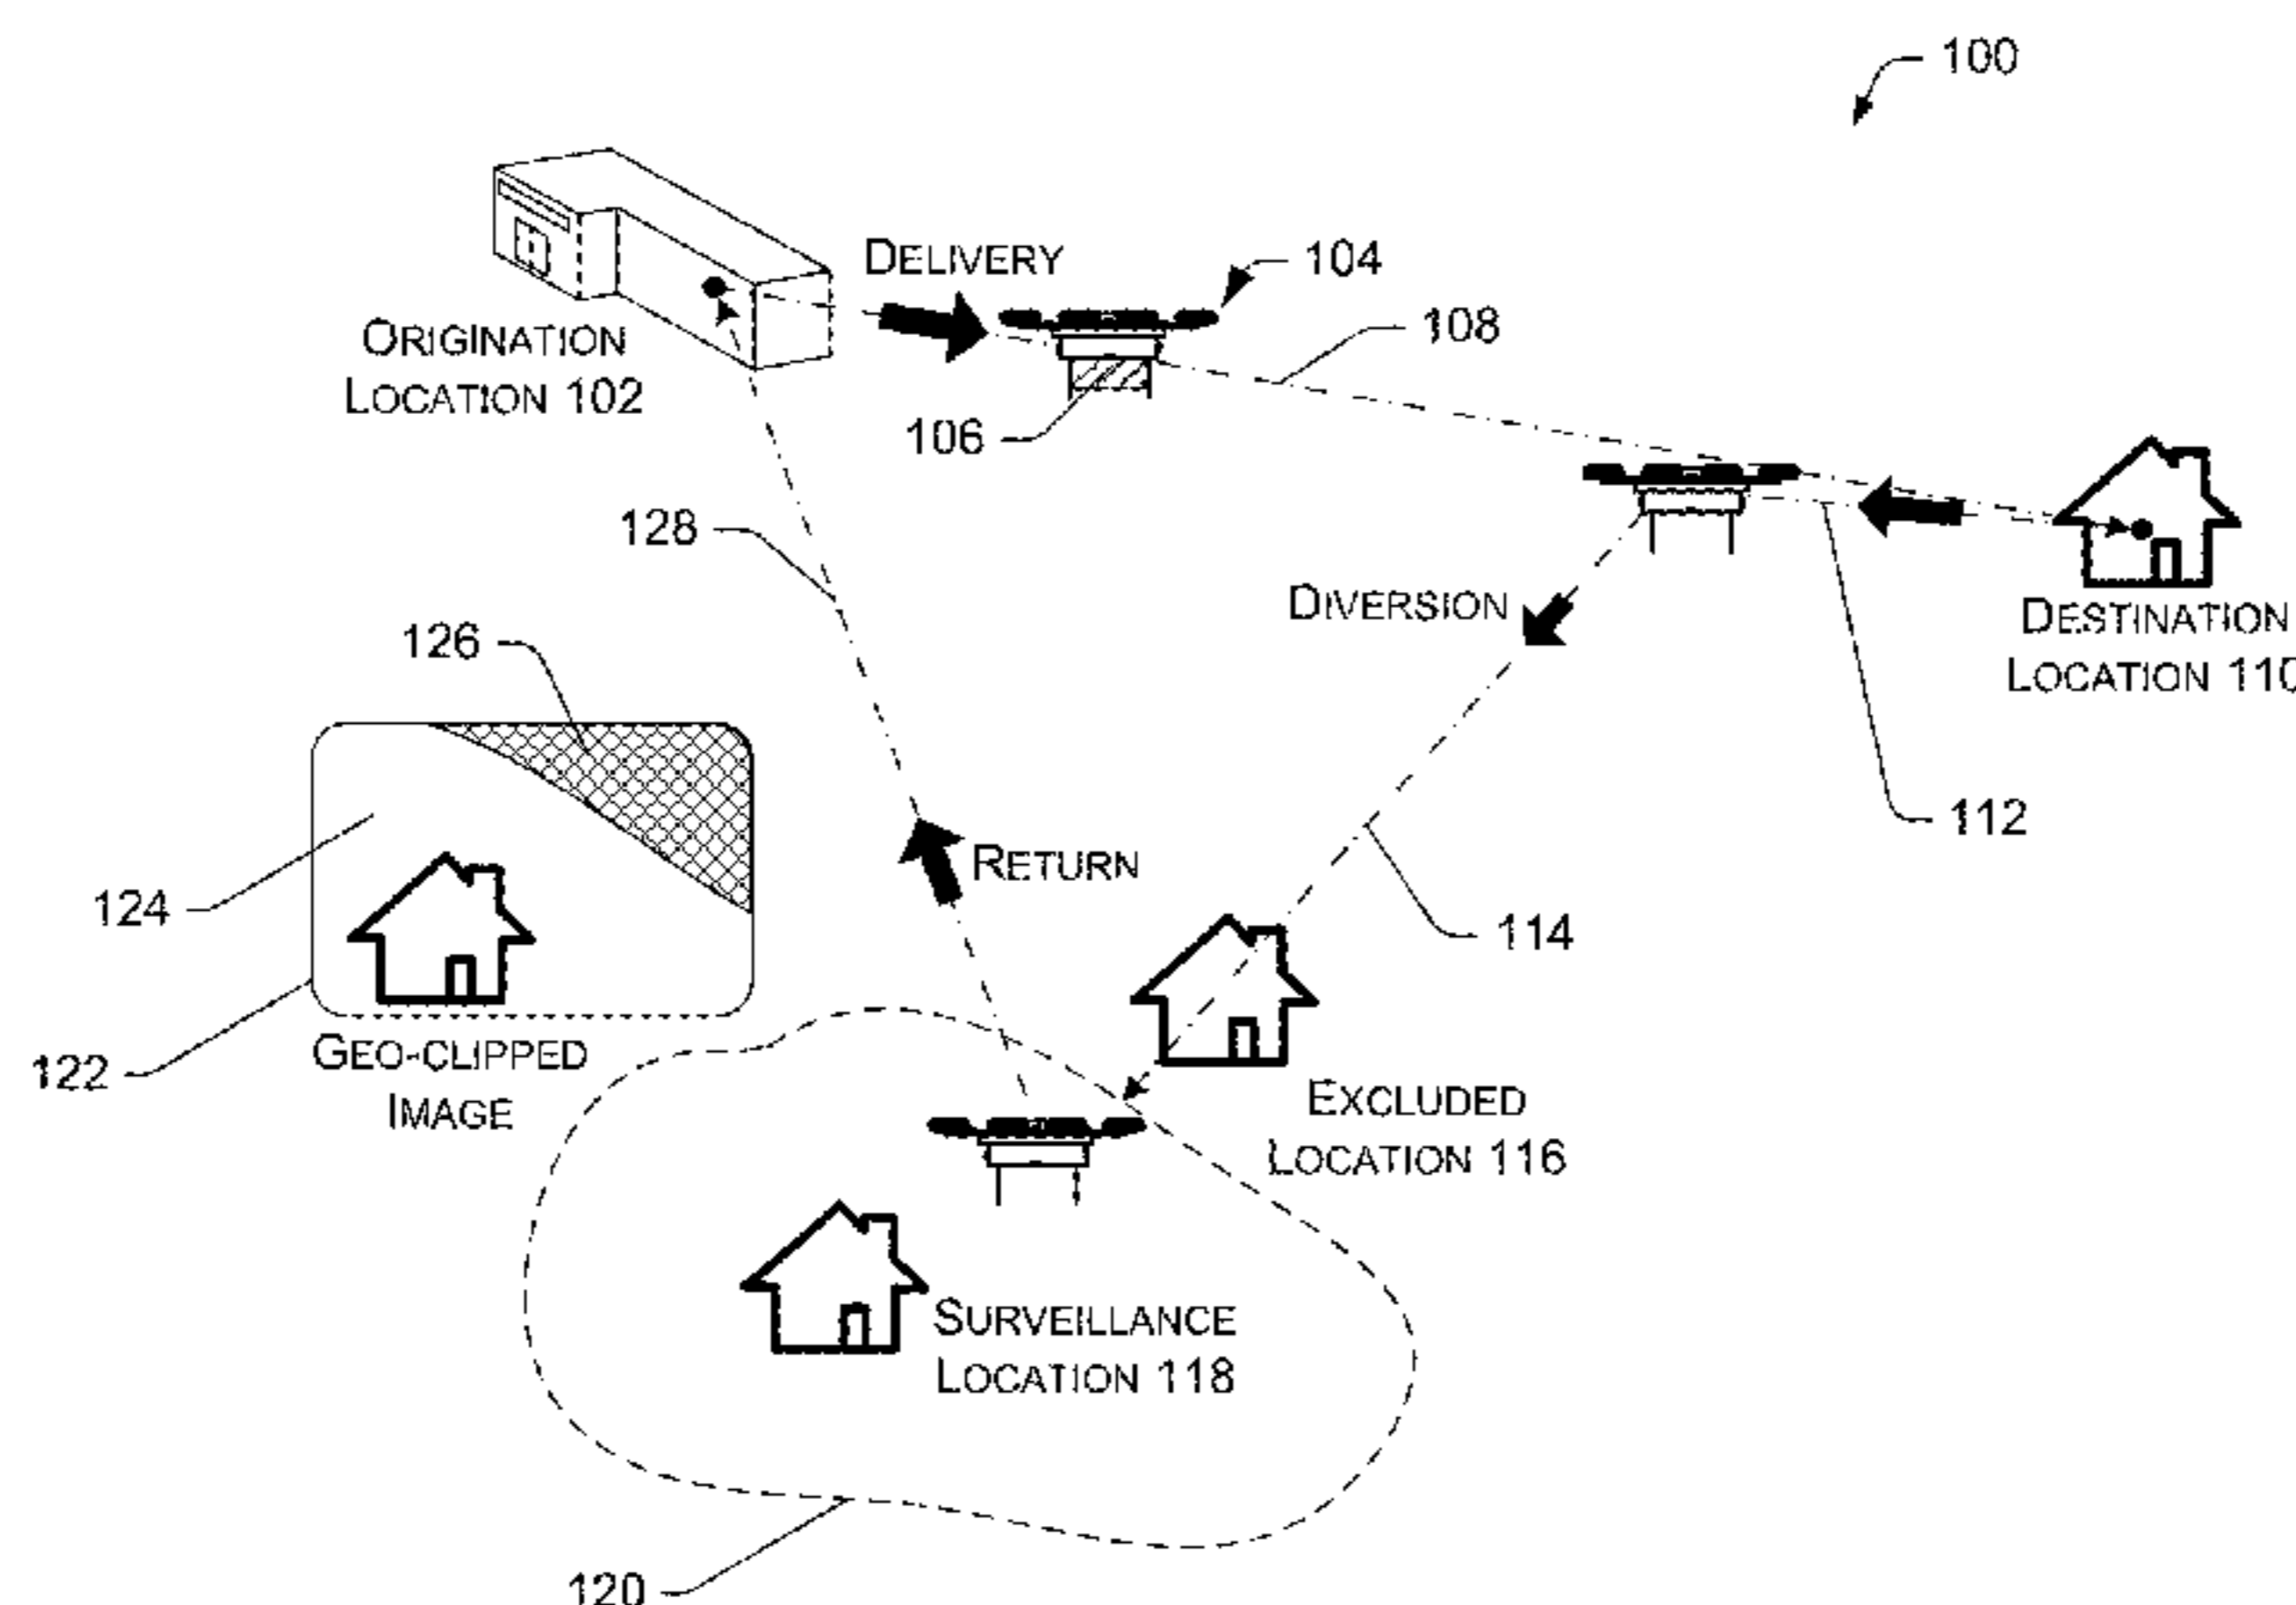 100
DELIVERY
104
ORIGINATION
LOCATION 102
108
106
128
DIVERSION
DESTINATION
LOCATION 110
126
112
RETURN
124
114
GEO-CLIPPED
IMAGE
122
EXCLUDED
LOCATION 116
SURVEILLANCE
LOCATION 118
120